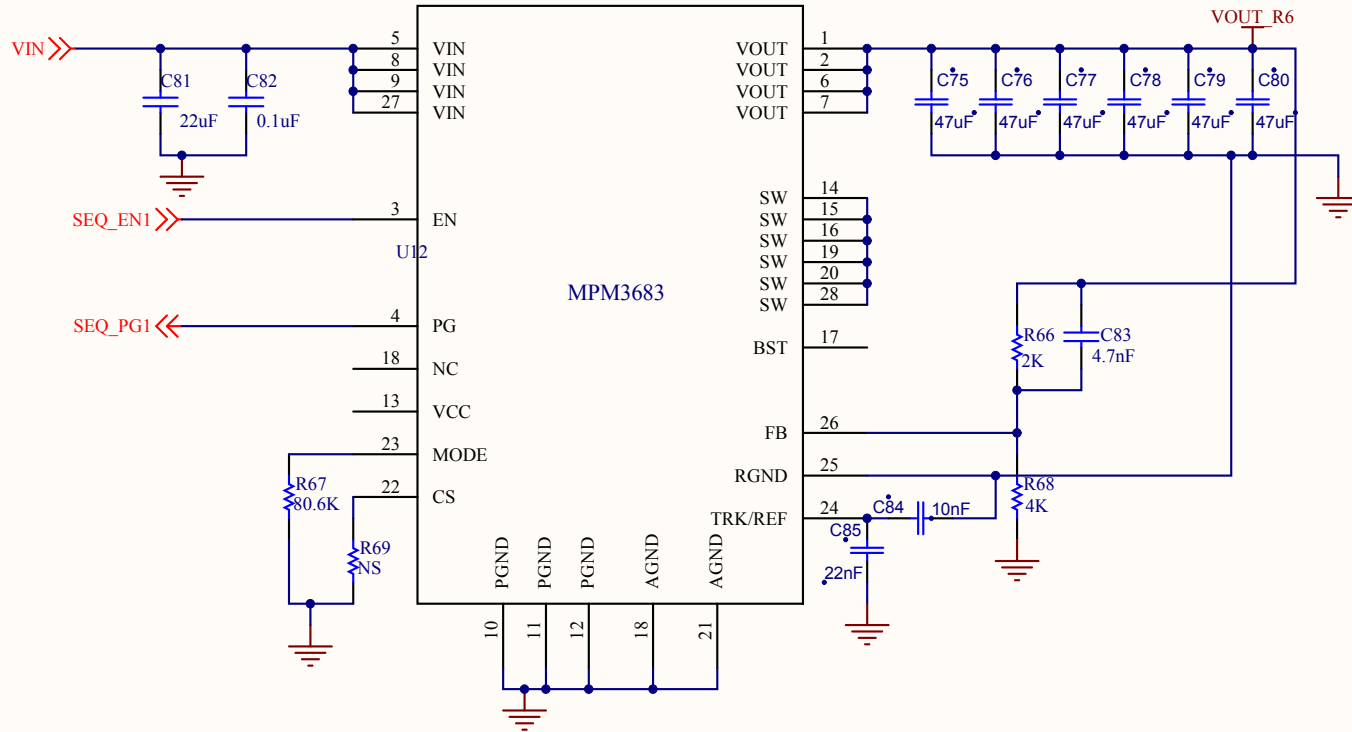 VOUT_R6
VIN
5
VIN
8
VIN
9
VIN
27
VIN
VOUT
1
VOUT
2
VOUT
6
VOUT
7
C81
22uF
C82
0.1uF
C75
47uF
C76
47uF
C77
47uF
C78
47uF
C79
47uF
C80
47uF
SEQ_EN1
3
EN
U12
MPM3683
SW
14
SW
15
SW
16
SW
19
SW
20
SW
28
SEQ_PG1
4
PG
18
NC
13
VCC
23
MODE
22
CS
BST
17
FB
26
RGND
25
TRK/REF
24
R66
2K
C83
4.7nF
R67
80.6K
R69
NS
R68
4K
C84
10nF
C85
22nF
PGND
10
PGND
11
PGND
12
AGND
18
AGND
21